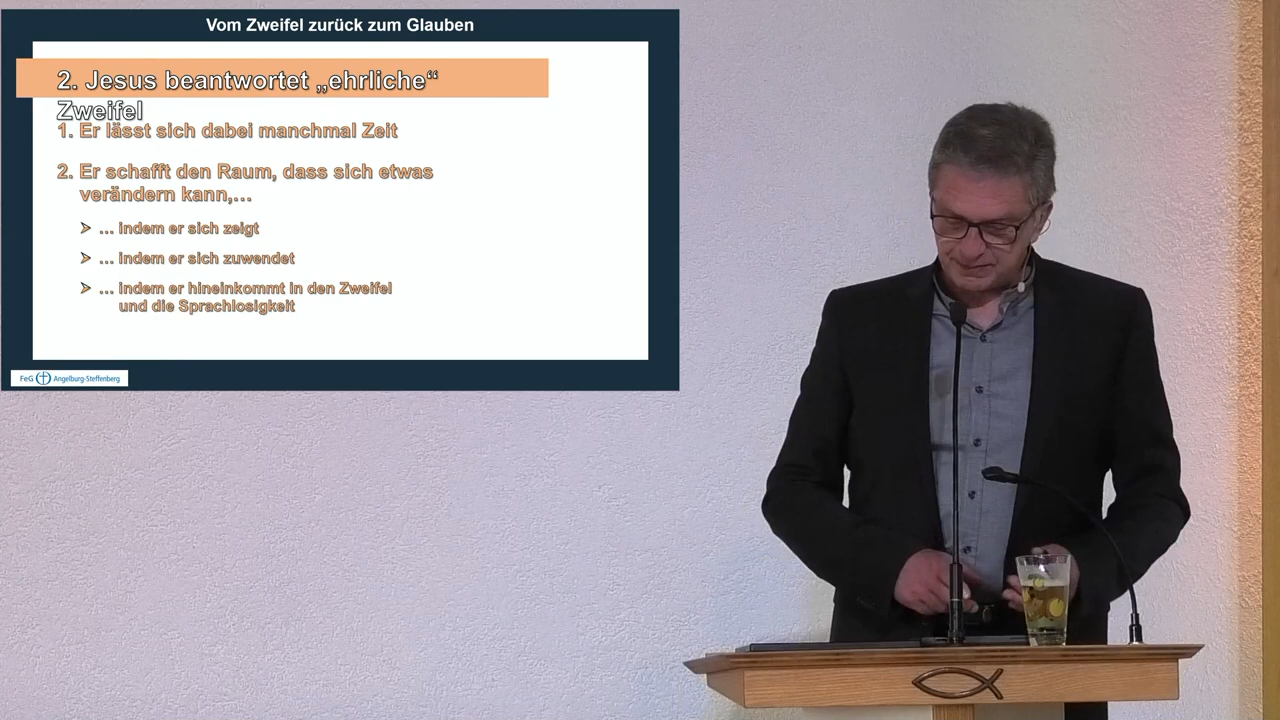 Vom Zweifel zurück zum Glauben
2. Jesus beantwortet „ehrliche“
Zweifel
1. Er lässt sich dabei manchmal Zeit
2. Er schafft den Raum, dass sich etwas
verändern kann,...
➢ ... indem er sich zeigt
➢ ... indem er sich zuwendet
➢ ... indem er hineinkommt in den Zweifel
und die Sprachlosigkeit
FeG Angelburg-Steffenberg